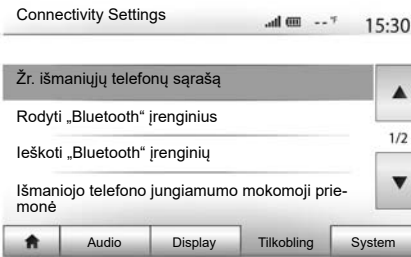 Connectivity Settings
-- °F
15:30
Žr. išmaniųjų telefonų sąrašą
Rodyti „Bluetooth“ įrenginius
1/2
Ieškoti „Bluetooth“ įrenginių
Išmaniojo telefono jungiamumo mokomoji prie-
monė
Audio
Display
Tilkobling
System